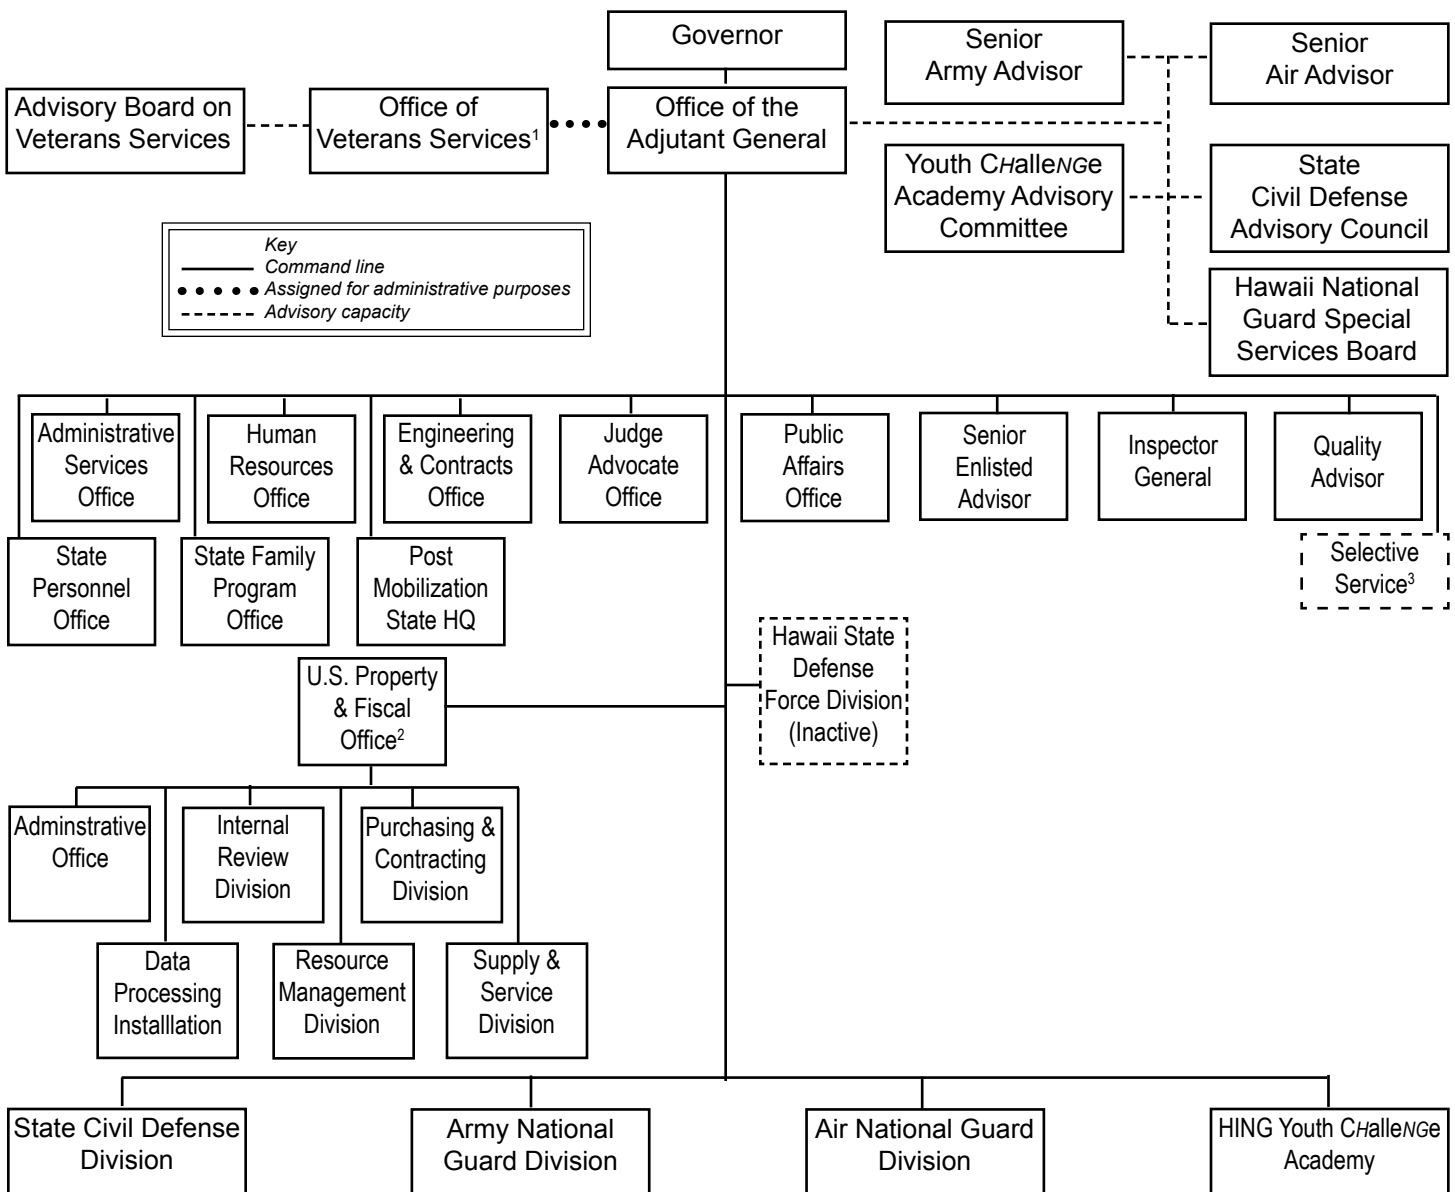 Governor
Senior
Army Advisor
Senior
Air Advisor
Advisory Board on
Veterans Services
Office of
Veterans Services¹
Office of the
Adjutant General
Youth CHalleNGe
Academy Advisory
Committee
State
Civil Defense
Advisory Council
Hawaii National
Guard Special
Services Board
Key
Command line
Assigned for administrative purposes
Advisory capacity
Administrative
Services
Office
Human
Resources
Office
Engineering
& Contracts
Office
Judge
Advocate
Office
Public
Affairs
Office
Senior
Enlisted
Advisor
Inspector
General
Quality
Advisor
State
Personnel
Office
State Family
Program
Office
Post
Mobilization
State HQ
Selective
Service³
Hawaii State
Defense
Force Division
(Inactive)
U.S. Property
& Fiscal
Office²
Adminstrative
Office
Internal
Review
Division
Purchasing &
Contracting
Division
Data
Processing
Installlation
Resource
Management
Division
Supply &
Service
Division
State Civil Defense
Division
Army National
Guard Division
Air National Guard
Division
HING Youth CHalleNGe
Academy